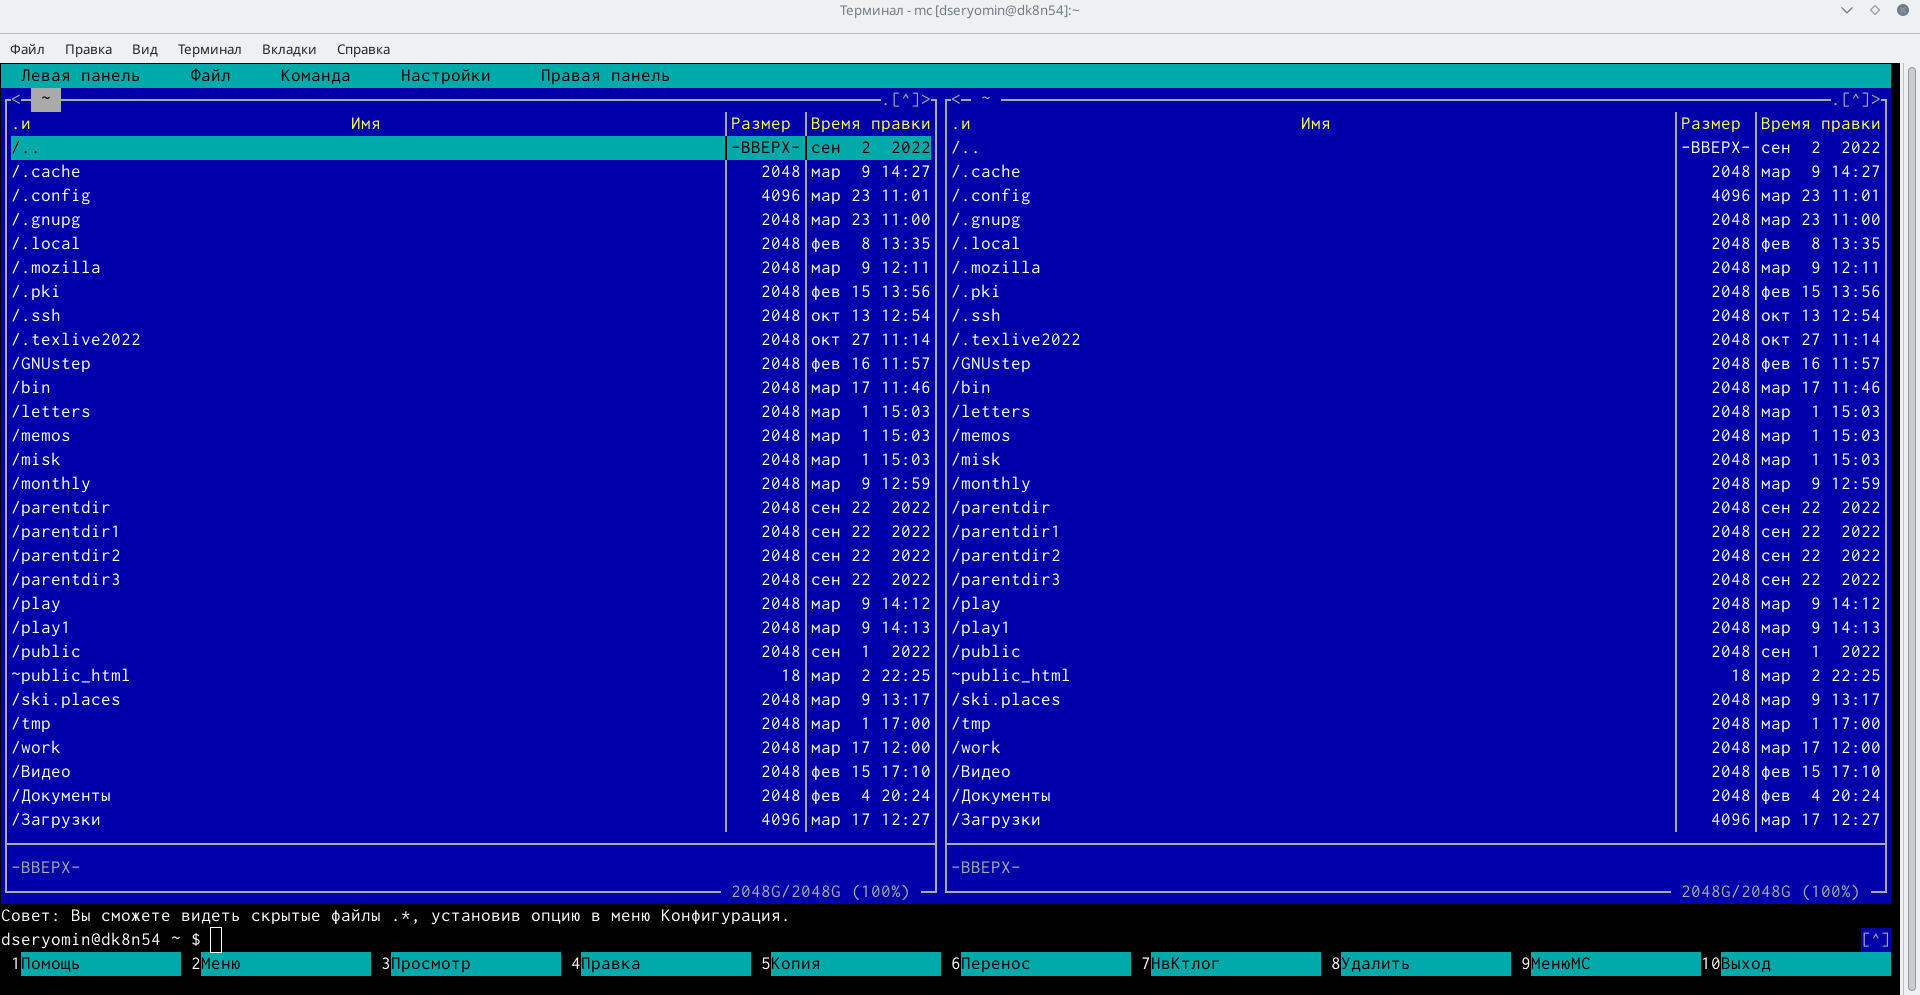 Терминал - mc [dseryomin@dk8n54]:~
Файл Правка Вид Терминал Вкладки Справка
Левая панель Файл Команда Настройки Правая панель
<─ ~ ─.[^]> <─ ~ ─.[^]>
.и Имя Размер Время правки .и Имя Размер Время правки
/.. -ВВЕРХ- сен 2 2022 /.. -ВВЕРХ- сен 2 2022
/.cache 2048 мар 9 14:27 /.cache 2048 мар 9 14:27
/.config 4096 мар 23 11:01 /.config 4096 мар 23 11:01
/.gnupg 2048 мар 23 11:00 /.gnupg 2048 мар 23 11:00
/.local 2048 фев 8 13:35 /.local 2048 фев 8 13:35
/.mozilla 2048 мар 9 12:11 /.mozilla 2048 мар 9 12:11
/.pki 2048 фев 15 13:56 /.pki 2048 фев 15 13:56
/.ssh 2048 окт 13 12:54 /.ssh 2048 окт 13 12:54
/.texlive2022 2048 окт 27 11:14 /.texlive2022 2048 окт 27 11:14
/GNUstep 2048 фев 16 11:57 /GNUstep 2048 фев 16 11:57
/bin 2048 мар 17 11:46 /bin 2048 мар 17 11:46
/letters 2048 мар 1 15:03 /letters 2048 мар 1 15:03
/memos 2048 мар 1 15:03 /memos 2048 мар 1 15:03
/misk 2048 мар 1 15:03 /misk 2048 мар 1 15:03
/monthly 2048 мар 9 12:59 /monthly 2048 мар 9 12:59
/parentdir 2048 сен 22 2022 /parentdir 2048 сен 22 2022
/parentdir1 2048 сен 22 2022 /parentdir1 2048 сен 22 2022
/parentdir2 2048 сен 22 2022 /parentdir2 2048 сен 22 2022
/parentdir3 2048 сен 22 2022 /parentdir3 2048 сен 22 2022
/play 2048 мар 9 14:12 /play 2048 мар 9 14:12
/play1 2048 мар 9 14:13 /play1 2048 мар 9 14:13
/public 2048 сен 1 2022 /public 2048 сен 1 2022
~public_html 18 мар 2 22:25 ~public_html 18 мар 2 22:25
/ski.places 2048 мар 9 13:17 /ski.places 2048 мар 9 13:17
/tmp 2048 мар 1 17:00 /tmp 2048 мар 1 17:00
/work 2048 мар 17 12:00 /work 2048 мар 17 12:00
/Видео 2048 фев 15 17:10 /Видео 2048 фев 15 17:10
/Документы 2048 фев 4 20:24 /Документы 2048 фев 4 20:24
/Загрузки 4096 мар 17 12:27 /Загрузки 4096 мар 17 12:27
-ВВЕРХ- -ВВЕРХ-
2048G/2048G (100%) 2048G/2048G (100%)
Совет: Вы сможете видеть скрытые файлы .*, установив опцию в меню Конфигурация.
dseryomin@dk8n54 ~ $ [^]
1Помощь 2Меню 3Просмотр 4Правка 5Копия 6Перенос 7НвКтлог 8Удалить 9МенюМС 10Выход